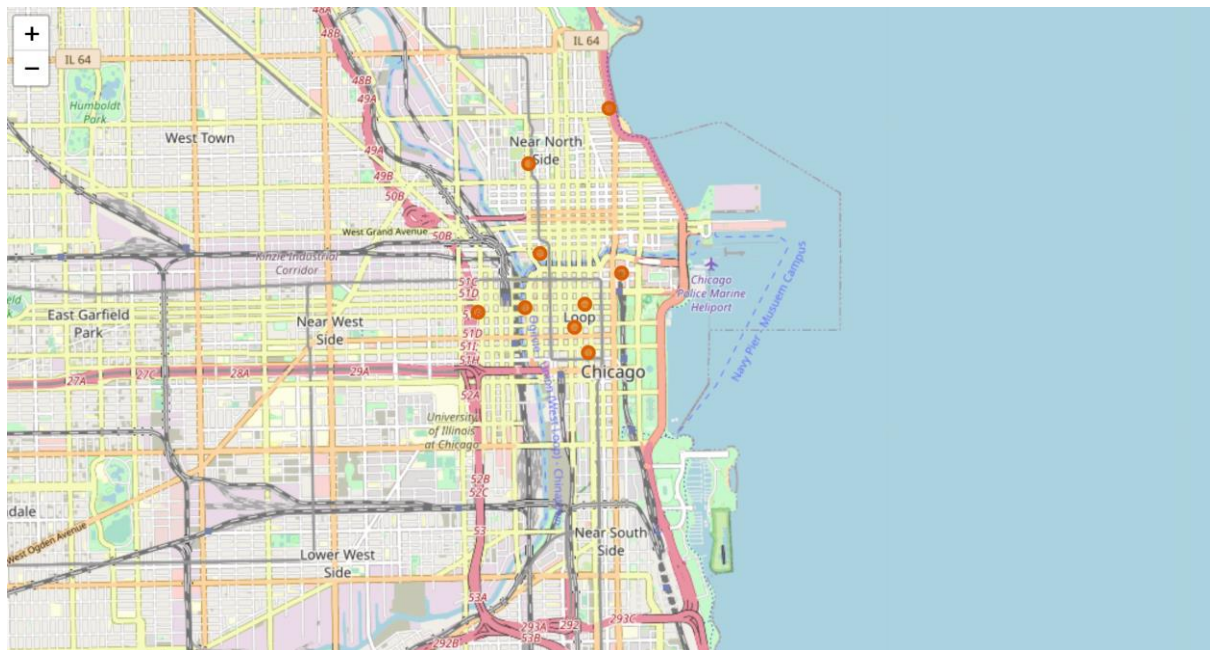 +
−
48A
48B
IL 64
IL 64
48B
49A
Humboldt
Park
West Town
Near North
Side
49A
49B
50B
West Grand Avenue
50B
Kinzie Industrial
Corridor
51C
51D
Chicago
Police Marine
Heliport
East Garfield
Park
Near West
Side
Loop
51D
51I
51H
Navy Pier - Musuem Campus
27A
27C
28A
29A
Chicago
52A
University
of Illinois
at Chicago
52B
52C
dale
West Ogden Avenue
53
Near South
Side
Lower West
Side
53A
293A
292
293C
53B
292B